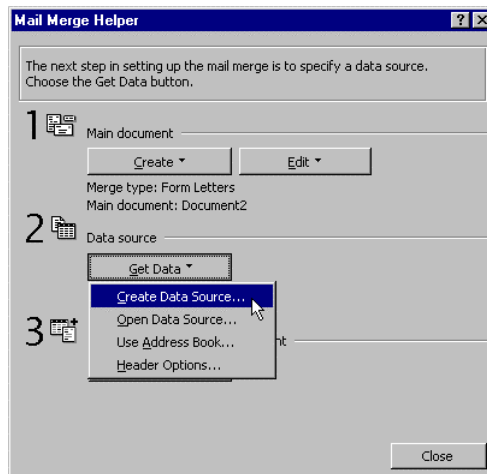 Mail Merge Helper
The next step in setting up the mail merge is to specify a data source.
Choose the Get Data button.
1
Main document
Create Edit
Merge type: Form Letters
Main document: Document2
2
Data source
Get Data
Create Data Source...
Open Data Source...
3
Use Address Book...
Header Options...
Close